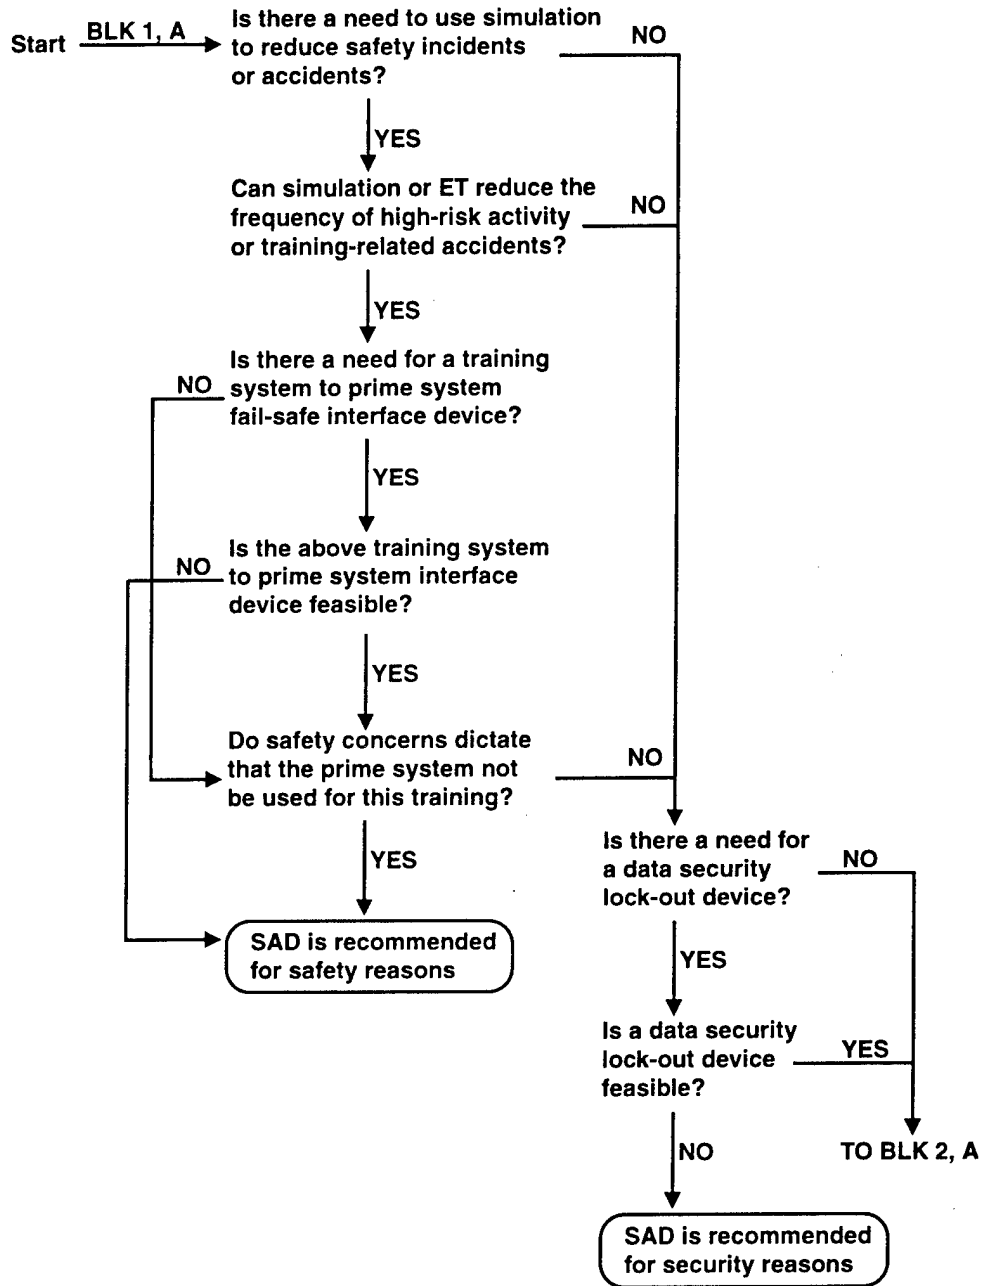 Start
BLK 1, A
Is there a need to use simulation
to reduce safety incidents
or accidents?
NO
YES
Can simulation or ET reduce the
frequency of high-risk activity
or training-related accidents?
NO
YES
Is there a need for a training
system to prime system
fail-safe interface device?
NO
YES
Is the above training system
to prime system interface
device feasible?
NO
YES
Do safety concerns dictate
that the prime system not
be used for this training?
NO
YES
SAD is recommended
for safety reasons
Is there a need for
a data security
lock-out device?
NO
YES
Is a data security
lock-out device
feasible?
YES
NO
TO BLK 2, A
SAD is recommended
for security reasons